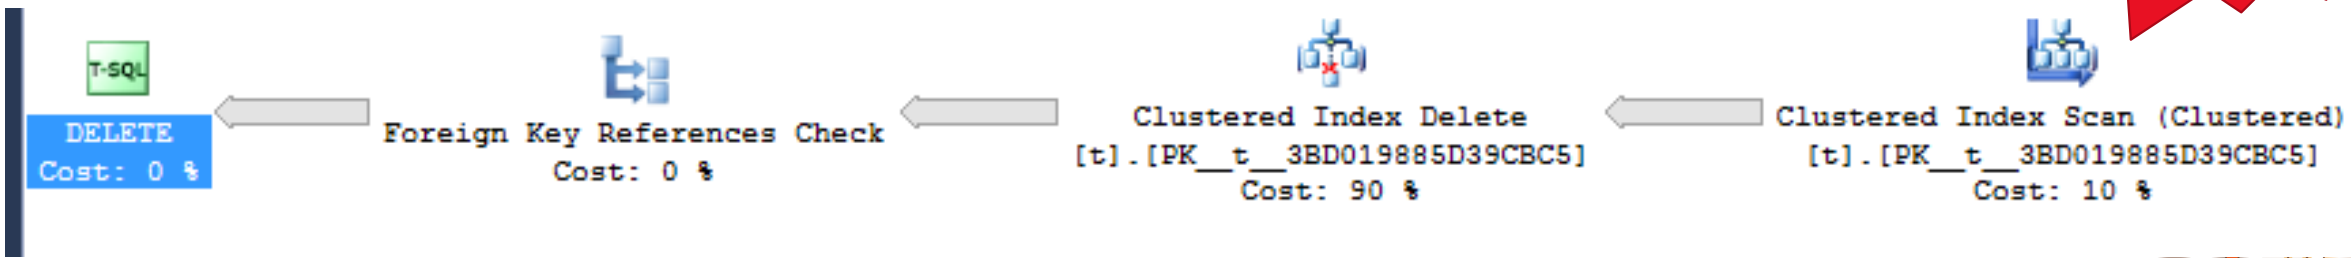 T-SQL
DELETE
Cost: 0 %
Foreign Key References Check
Cost: 0 %
Clustered Index Delete
[t].[PK__t__3BD019885D39CBC5]
Cost: 90 %
Clustered Index Scan (Clustered)
[t].[PK__t__3BD019885D39CBC5]
Cost: 10 %